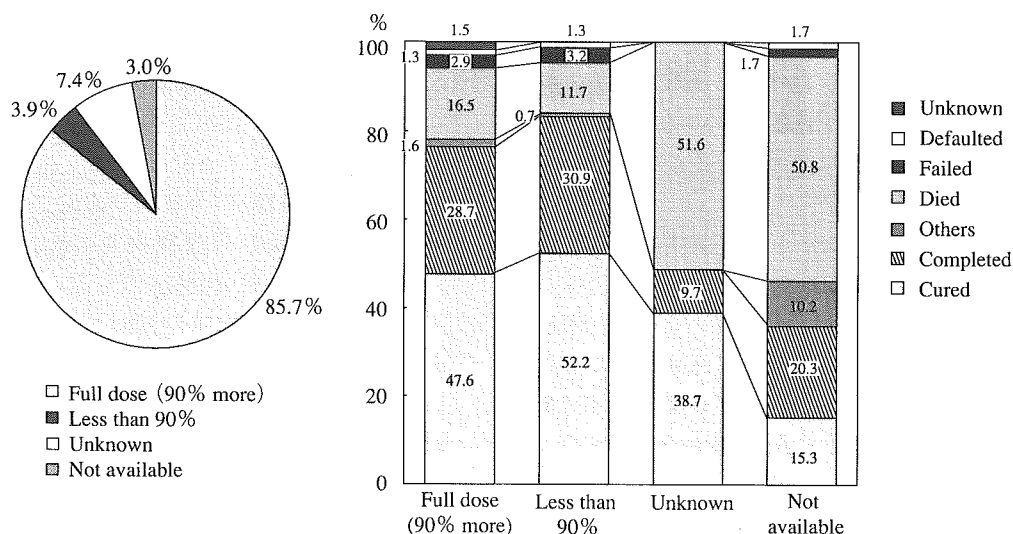 3.9%
7.4%
3.0%
85.7%
Full dose (90% more)
Less than 90%
Unknown
Not available
%
100
80
60
40
20
0
1.5
1.3
2.9
16.5
1.6
28.7
47.6
1.3
3.2
11.7
0.7
30.9
52.2
51.6
9.7
38.7
1.7
1.7
50.8
10.2
20.3
15.3
Full dose
(90% more)
Less than
90%
Unknown
Not
available
Unknown
Defaulted
Failed
Died
Others
Completed
Cured